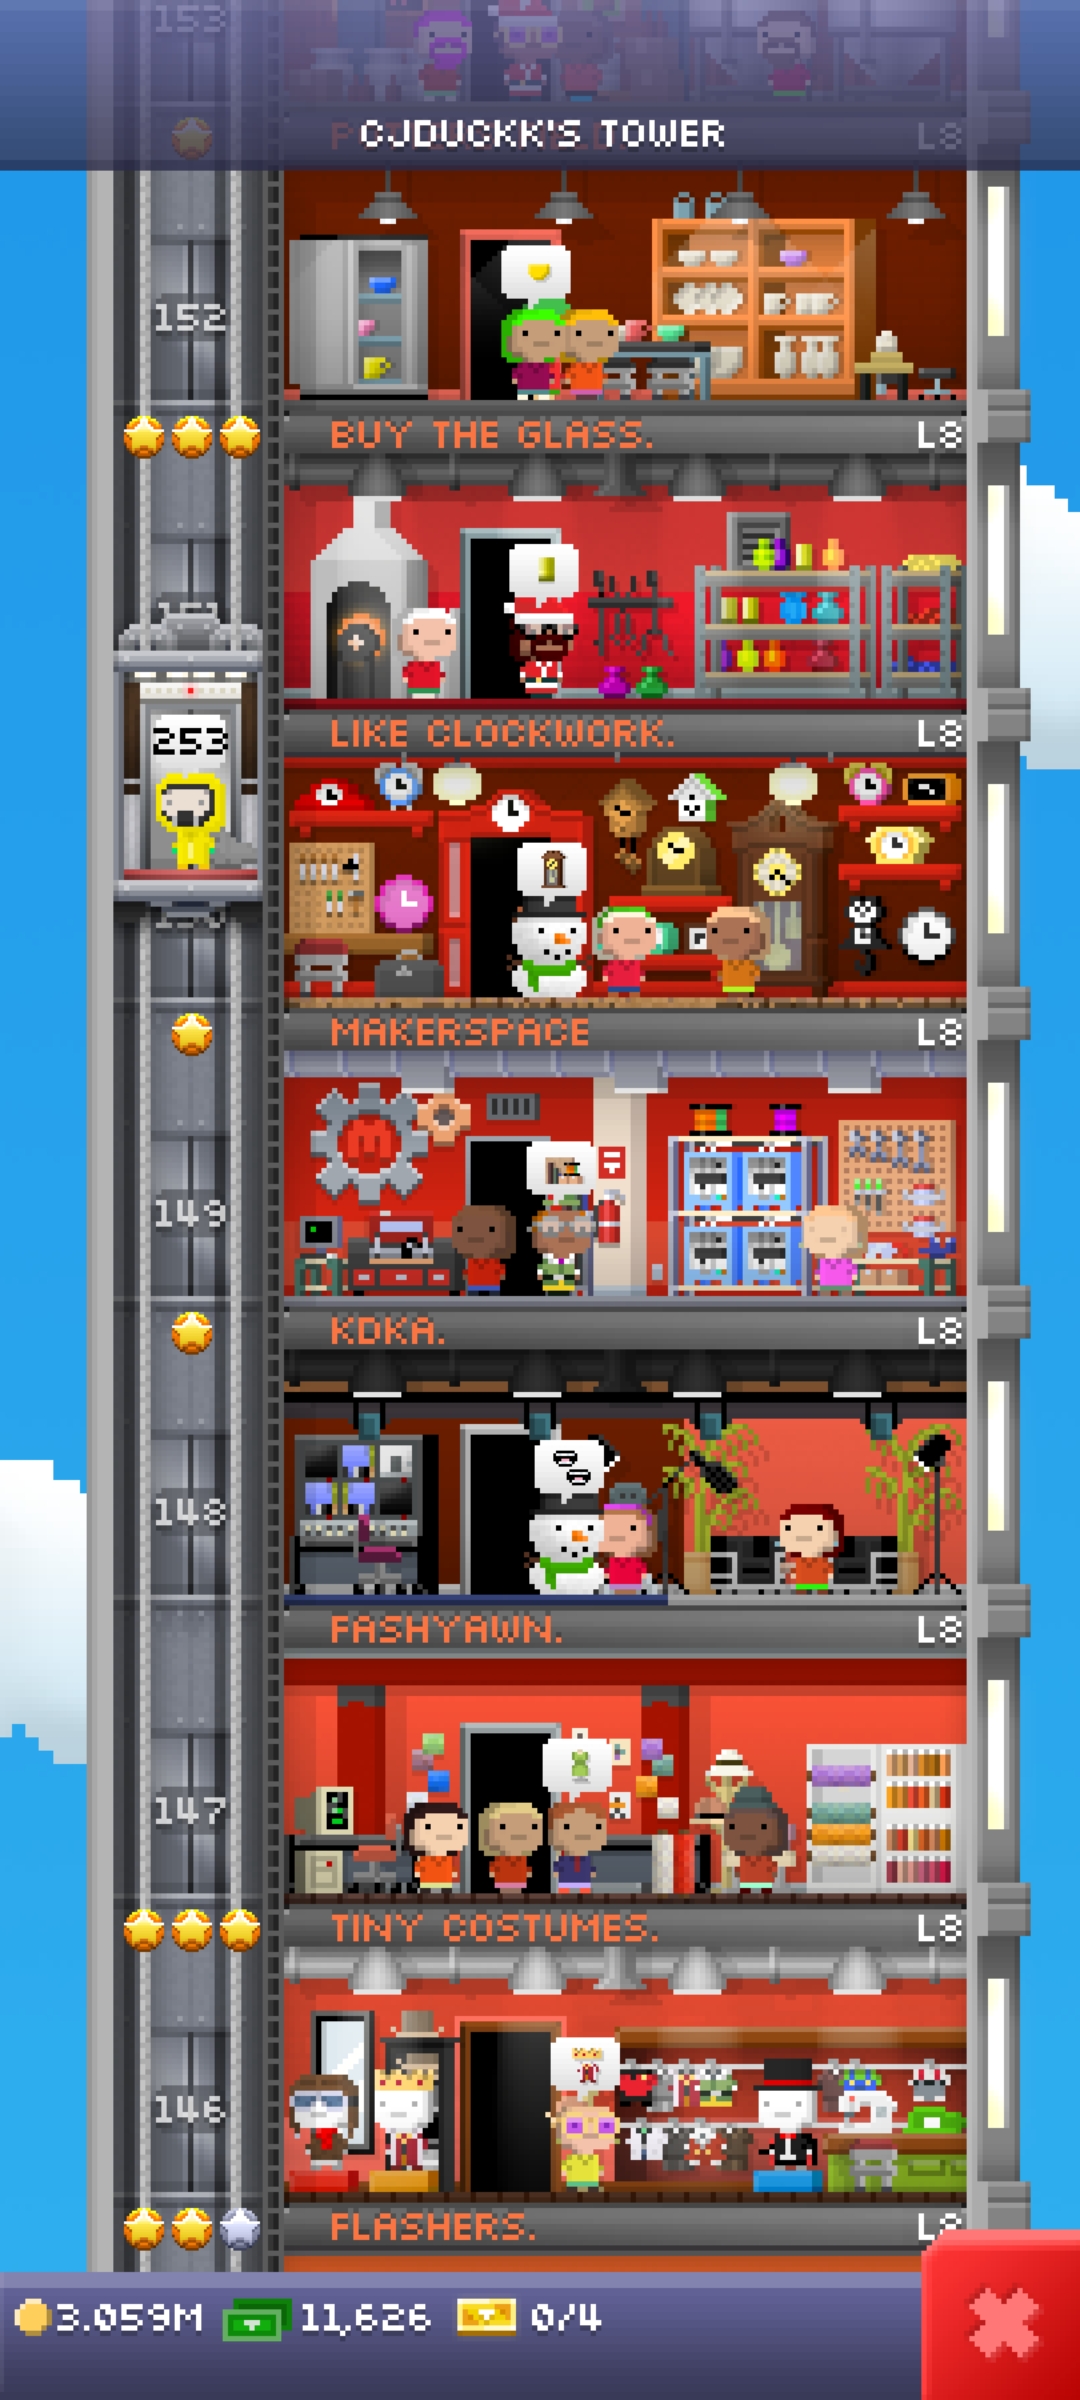 153
CJDUCKK'S TOWER
L8
152
BUY THE GLASS.
L8
253
LIKE CLOCKWORK.
L8
MAKERSPACE
L8
M
149
KDKA.
L8
148
FASHYAWN.
L8
147
TINY COSTUMES.
L8
146
FLASHERS.
L8
3.059M
11,626
0/4